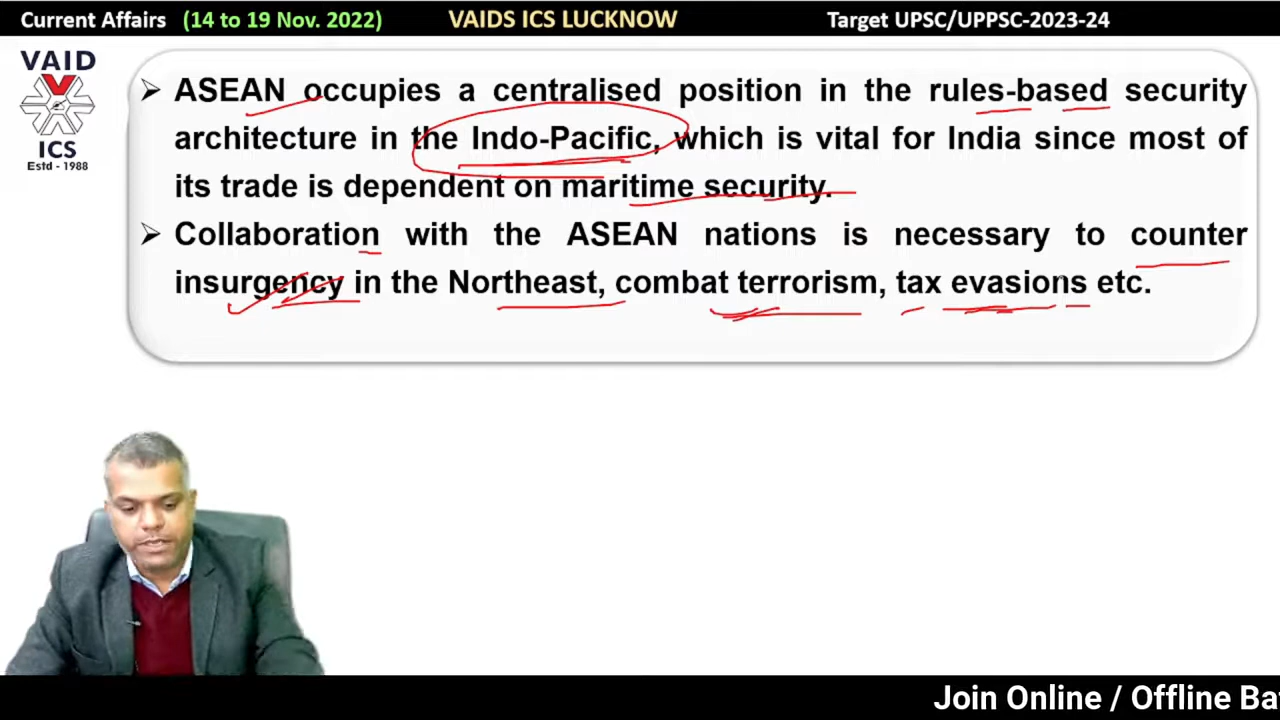 Current Affairs (14 to 19 Nov. 2022) VAIDS ICS LUCKNOW Target UPSC/UPPSC-2023-24
VAID
ICS
Estd - 1988
➢ ASEAN occupies a centralised position in the rules-based security
architecture in the Indo-Pacific, which is vital for India since most of
its trade is dependent on maritime security.
➢ Collaboration with the ASEAN nations is necessary to counter
insurgency in the Northeast, combat terrorism, tax evasions etc.
Join Online / Offline Ba